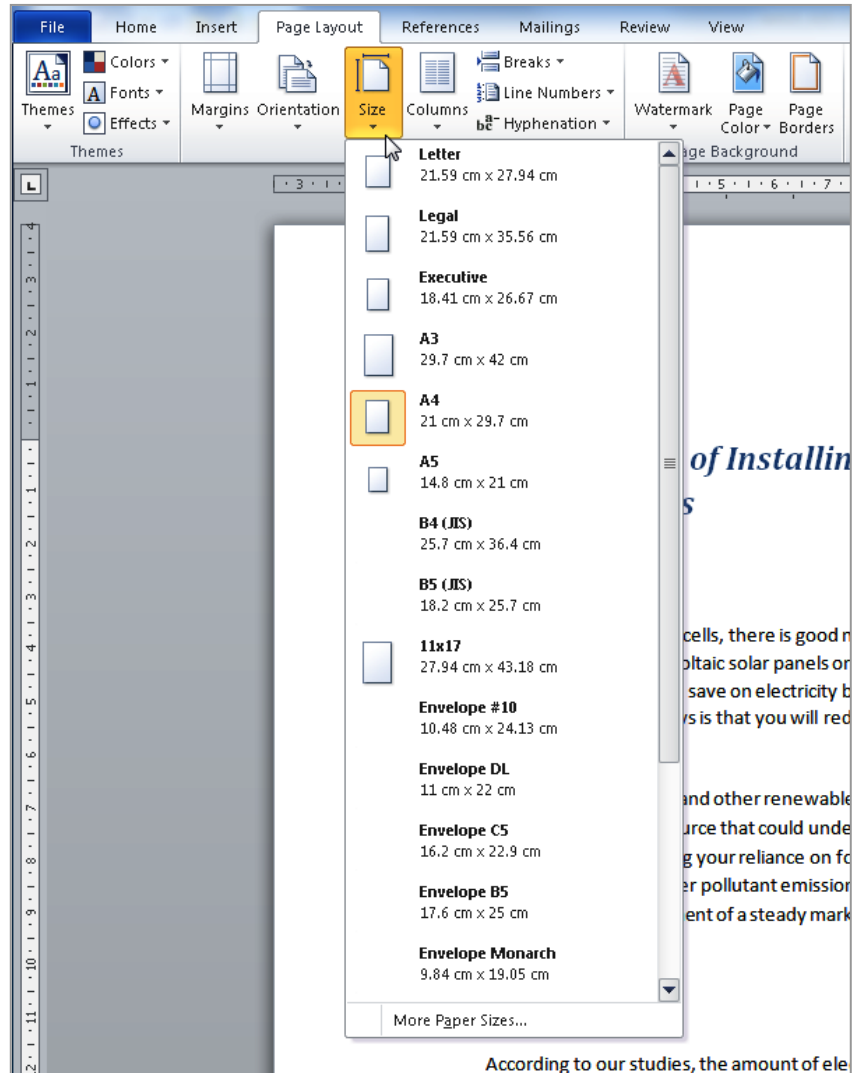 File Home Insert Page Layout References Mailings Review View
Colors
Fonts
Effects
Themes
Margins Orientation Size Columns
Breaks
Line Numbers
Hyphenation
Watermark Page Color Page Borders
Themes
age Background
Letter
21.59 cm x 27.94 cm
Legal
21.59 cm x 35.56 cm
Executive
18.41 cm x 26.67 cm
A3
29.7 cm x 42 cm
A4
21 cm x 29.7 cm
A5
14.8 cm x 21 cm
B4 (JIS)
25.7 cm x 36.4 cm
B5 (JIS)
18.2 cm x 25.7 cm
11x17
27.94 cm x 43.18 cm
Envelope #10
10.48 cm x 24.13 cm
Envelope DL
11 cm x 22 cm
Envelope C5
16.2 cm x 22.9 cm
Envelope B5
17.6 cm x 25 cm
Envelope Monarch
9.84 cm x 19.05 cm
More Paper Sizes...
of Installin
s
cells, there is good
oltaic solar panels or
save on electricity b
s is that you will red
and other renewable
urce that could unde
g your reliance on fo
er pollutant emission
ent of a steady mark
According to our studies, the amount of ele